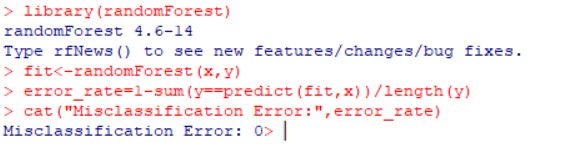 > library(randomForest)
randomForest 4.6-14
Type rfNews() to see new features/changes/bug fixes.
> fit<-randomForest(x,y)
> error_rate=1-sum(y==predict(fit,x))/length(y)
> cat("Misclassification Error:",error_rate)
Misclassification Error: 0>